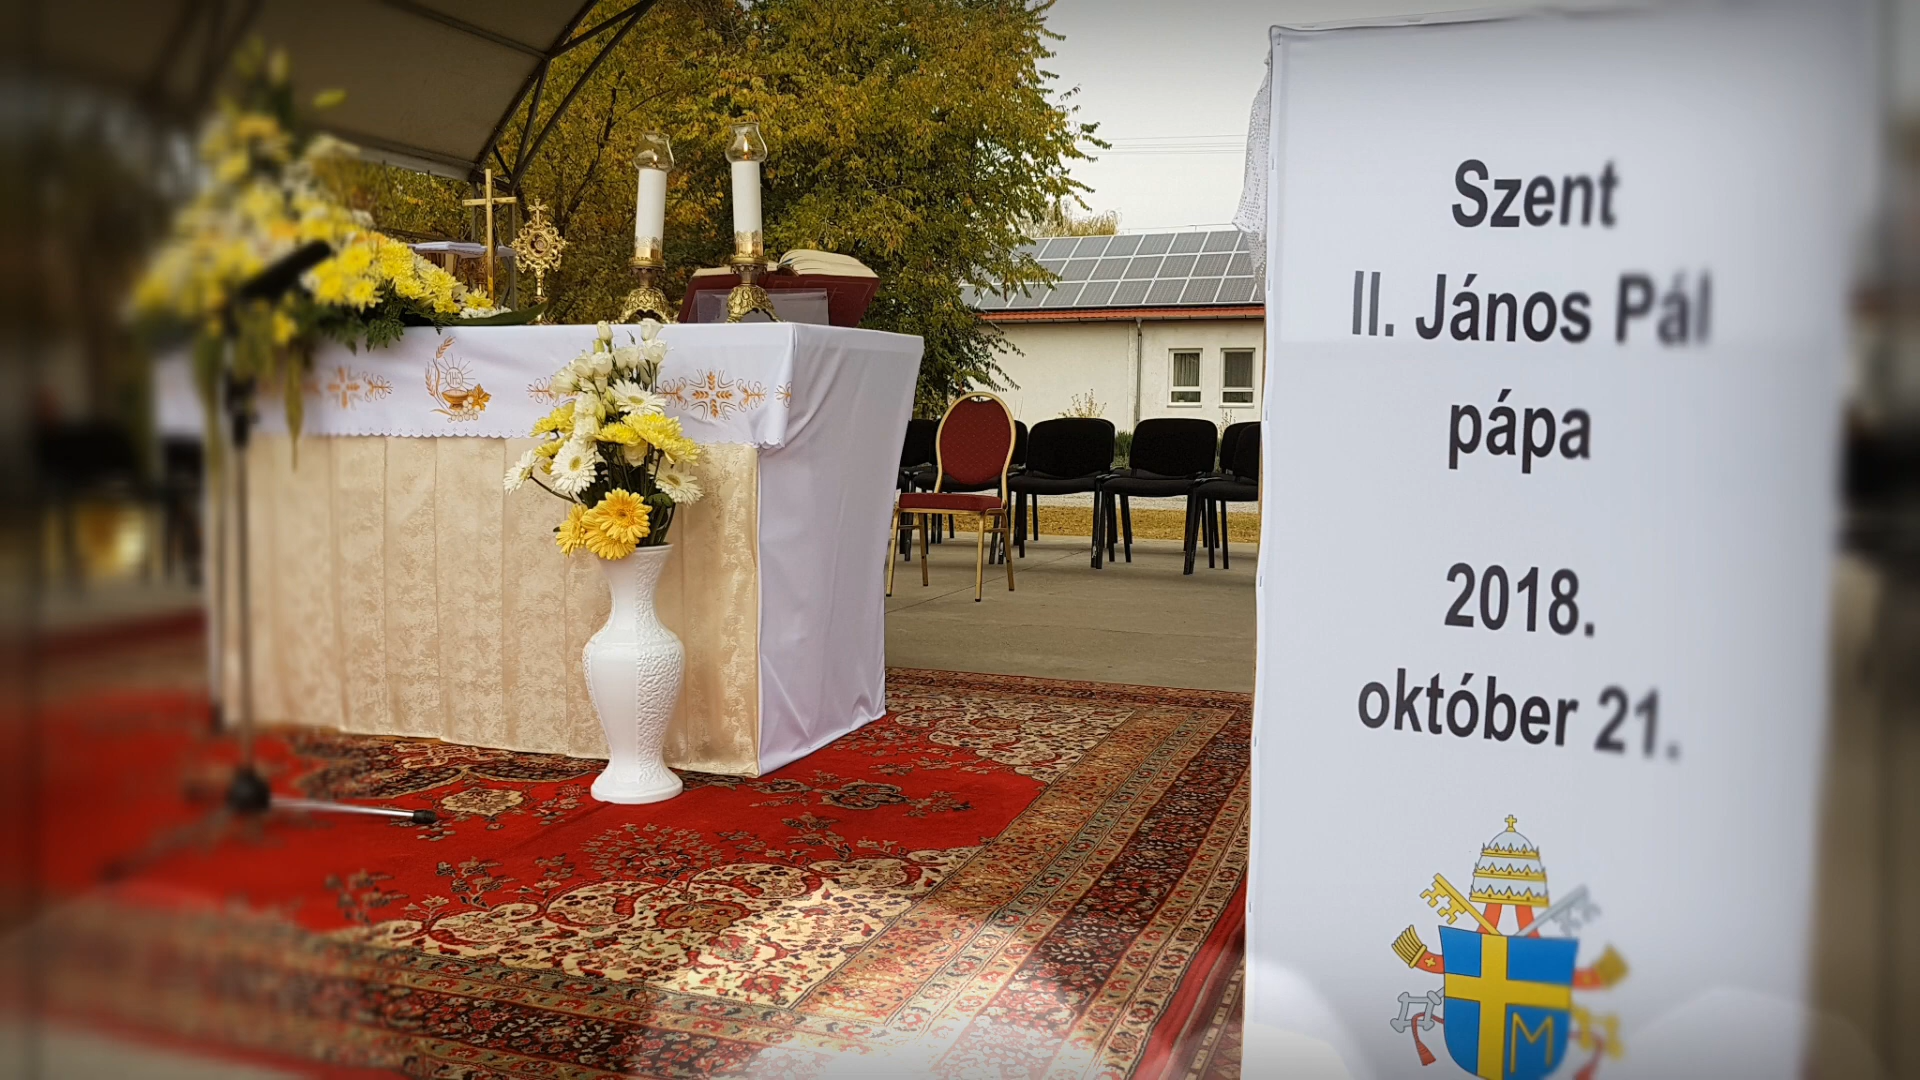 Szent
II. János Pál
pápa
2018.
október 21.
M